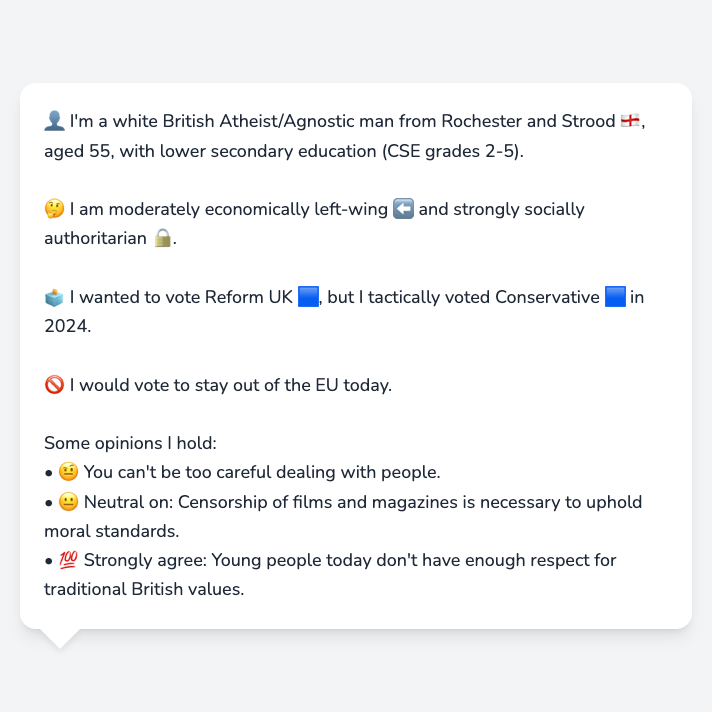 👤 I'm a white British Atheist/Agnostic man from Rochester and Strood 🏴󠁧󠁢󠁥󠁮󠁧󠁿,
aged 55, with lower secondary education (CSE grades 2-5).
🤔 I am moderately economically left-wing ⬅️ and strongly socially
authoritarian 🔒.
🗳️ I wanted to vote Reform UK 🟦, but I tactically voted Conservative 🟦 in
2024.
🚫 I would vote to stay out of the EU today.
Some opinions I hold:
• 🤨 You can't be too careful dealing with people.
• 😐 Neutral on: Censorship of films and magazines is necessary to uphold
moral standards.
• 💯 Strongly agree: Young people today don't have enough respect for
traditional British values.